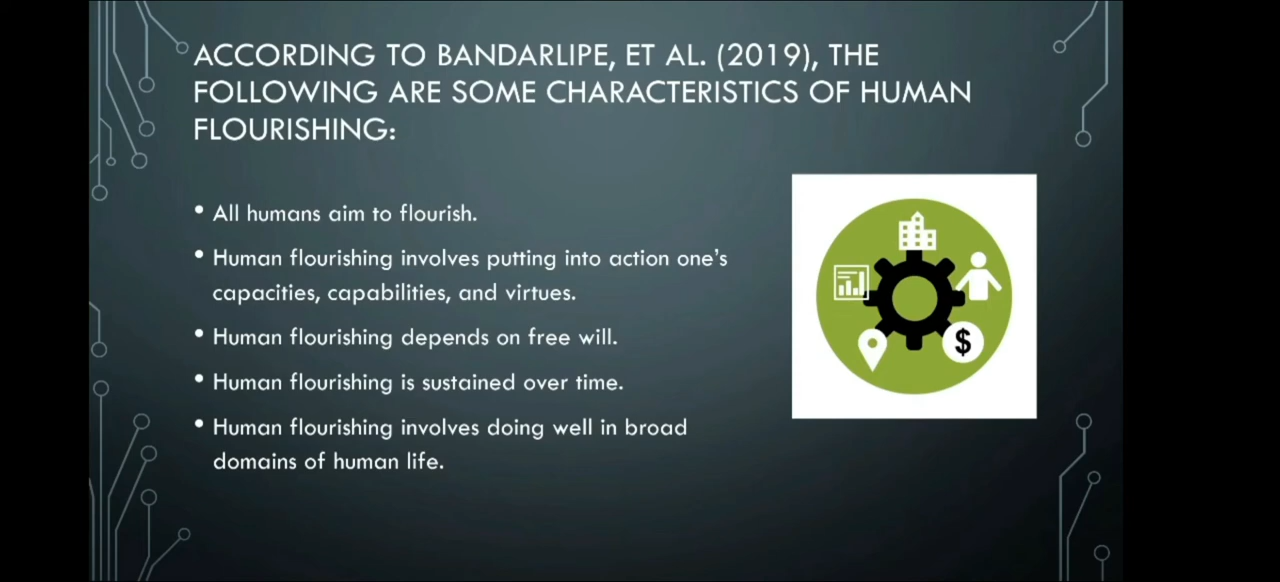 ACCORDING TO BANDARLIPE, ET AL. (2019), THE
FOLLOWING ARE SOME CHARACTERISTICS OF HUMAN
FLOURISHING:
• All humans aim to flourish.
• Human flourishing involves putting into action one's
capacities, capabilities, and virtues.
• Human flourishing depends on free will.
• Human flourishing is sustained over time.
• Human flourishing involves doing well in broad
domains of human life.
$